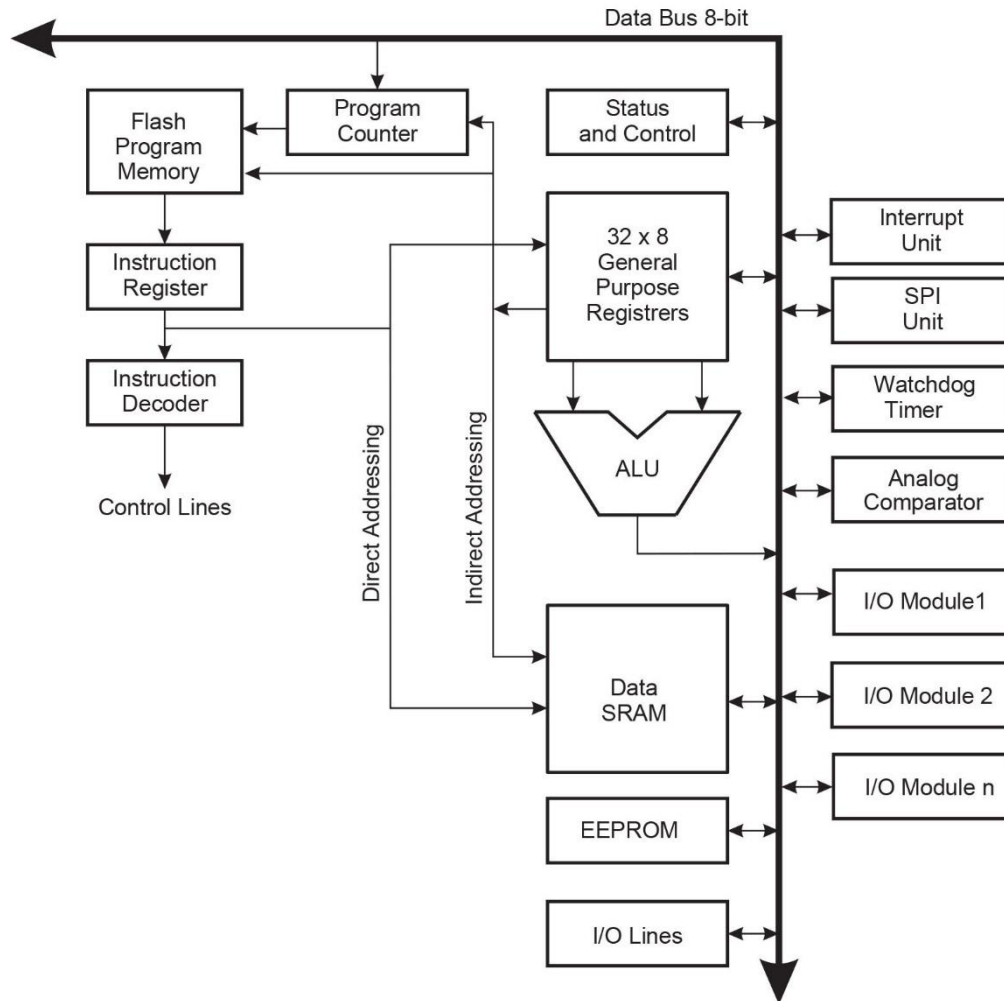 Data Bus 8-bit
Flash
Program
Memory
Program
Counter
Status
and Control
32 x 8
General
Purpose
Registrers
Interrupt
Unit
Instruction
Register
SPI
Unit
Instruction
Decoder
Watchdog
Timer
ALU
Control Lines
Direct Addressing
Indirect Addressing
Analog
Comparator
I/O Module1
Data
SRAM
I/O Module 2
I/O Module n
EEPROM
I/O Lines